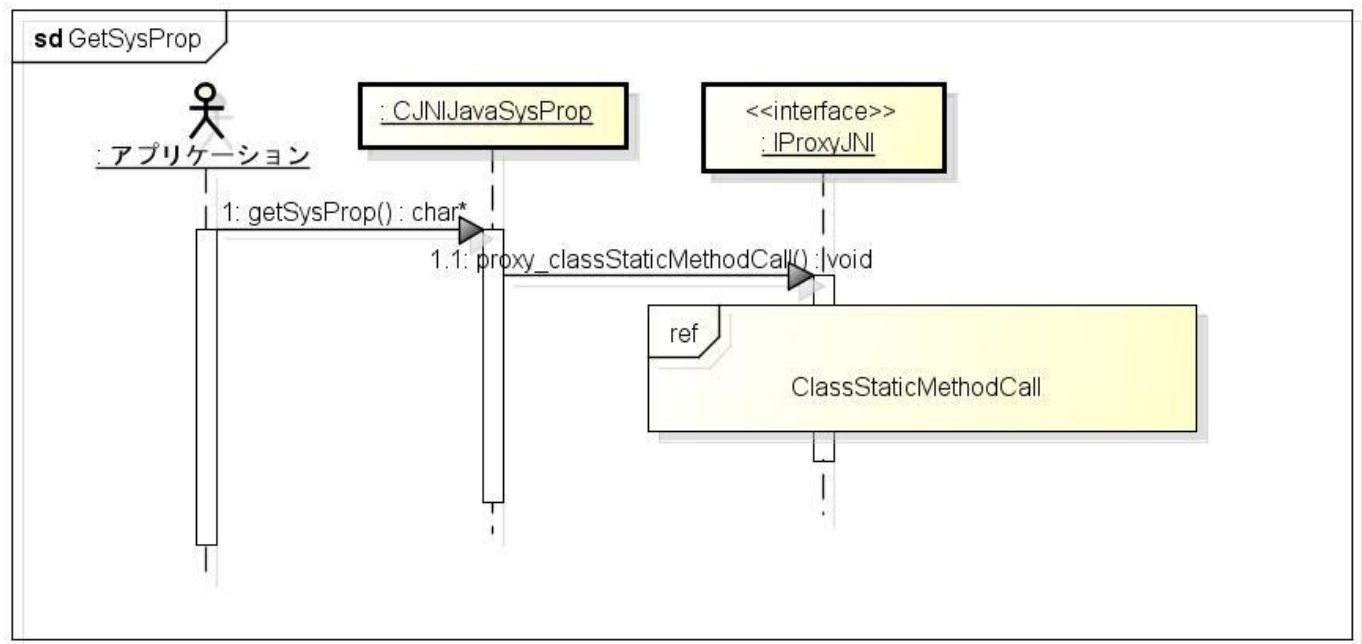 sd GetSysProp
: アプリケーション
: CJNIJavaSysProp
<<interface>>
: IProxyJNI
1: getSysProp() : char*
1.1: proxy_classStaticMethodCall() : void
ref
ClassStaticMethodCall